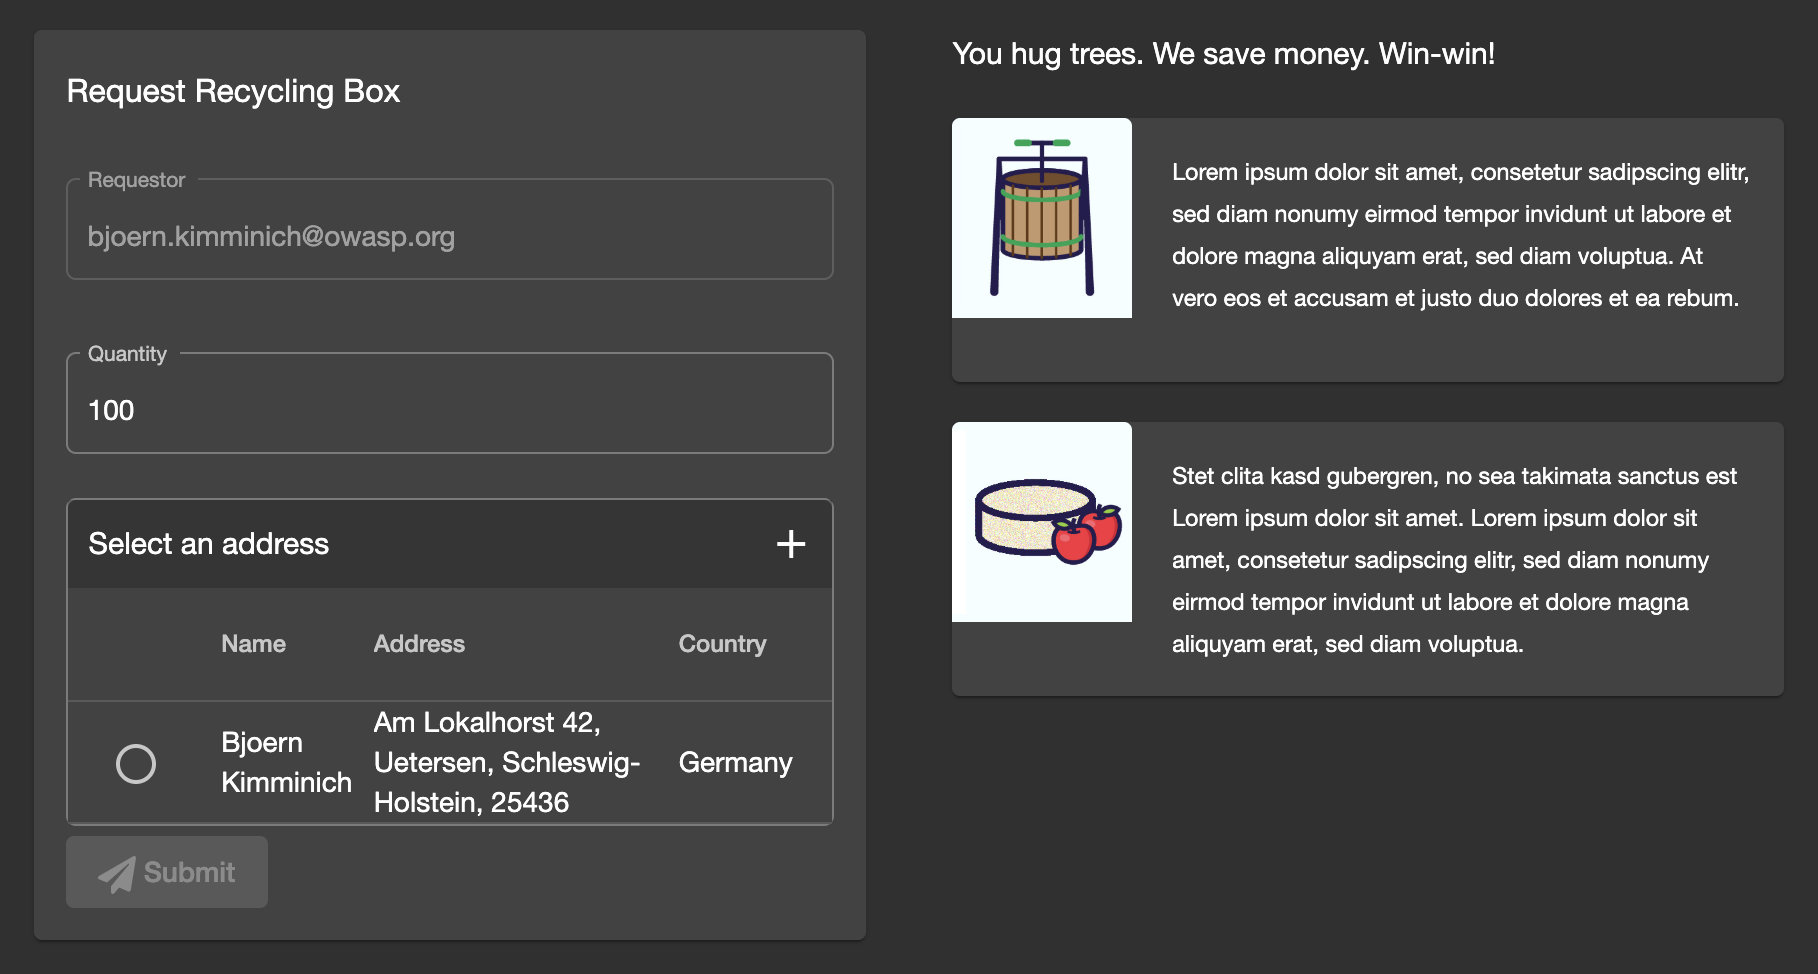 Request Recycling Box
Requestor
bjoern.kimminich@owasp.org
Quantity
100
Select an address
Name Address Country
Bjoern Kimminich
Am Lokalhorst 42,
Uetersen, Schleswig-
Holstein, 25436
Germany
Submit
You hug trees. We save money. Win-win!
Lorem ipsum dolor sit amet, consetetur sadipscing elitr,
sed diam nonumy eirmod tempor invidunt ut labore et
dolore magna aliquyam erat, sed diam voluptua. At
vero eos et accusam et justo duo dolores et ea rebum.
Stet clita kasd gubergren, no sea takimata sanctus est
Lorem ipsum dolor sit amet. Lorem ipsum dolor sit
amet, consetetur sadipscing elitr, sed diam nonumy
eirmod tempor invidunt ut labore et dolore magna
aliquyam erat, sed diam voluptua.